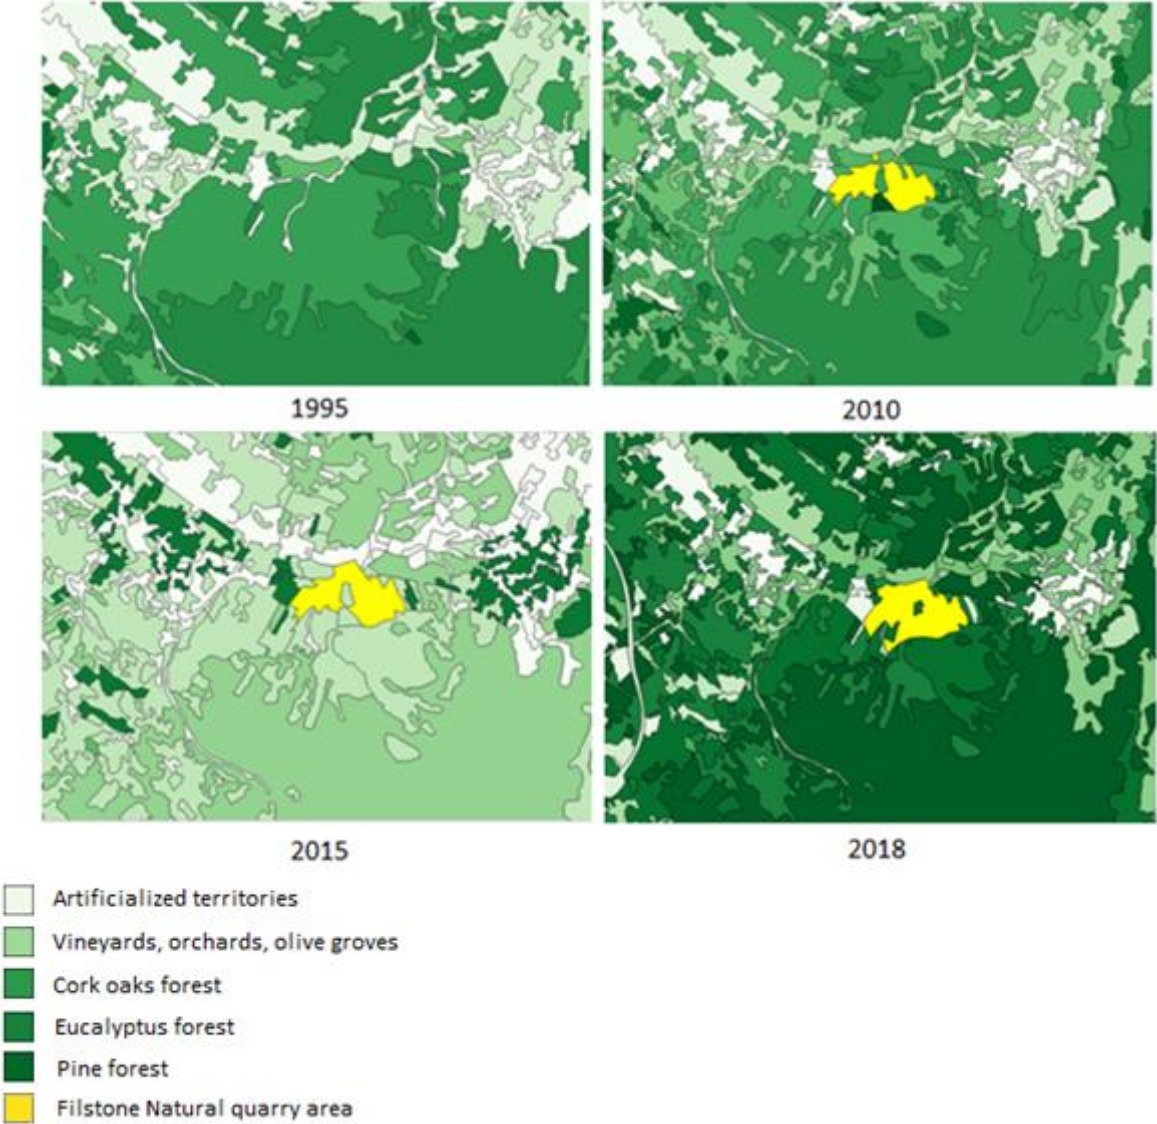 1995
2010
2015
2018
Artificialized territories
Vineyards, orchards, olive groves
Cork oaks forest
Eucalyptus forest
Pine forest
Filstone Natural quarry area